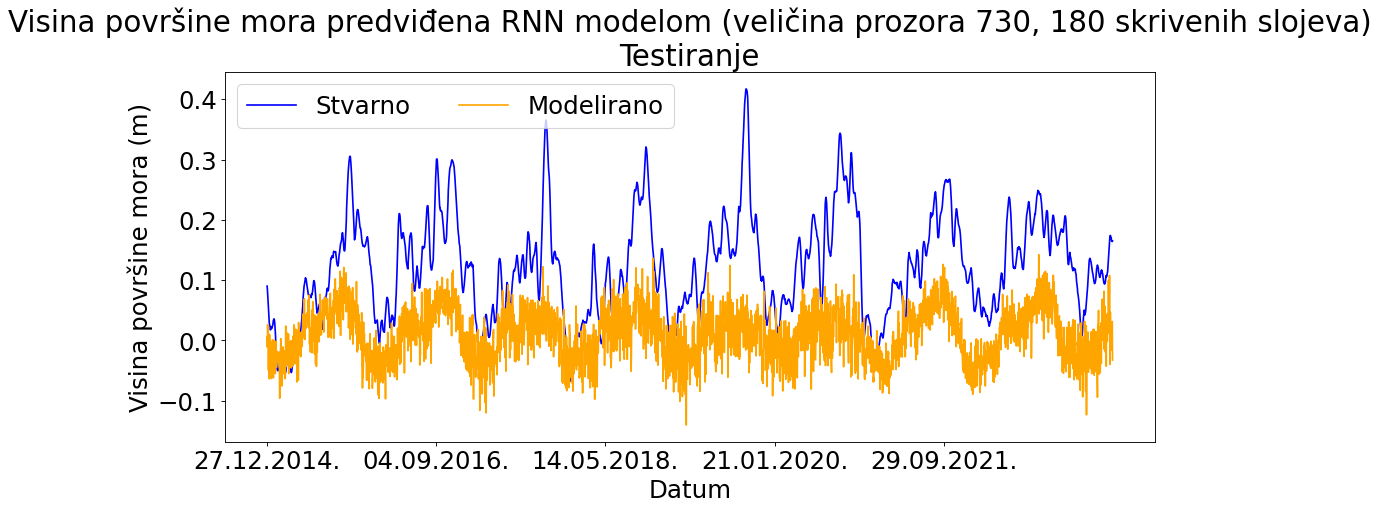 Visina površine mora predviđena RNN modelom (veličina prozora 730, 180 skrivenih slojeva)
Testiranje
Stvarno Modelirano
Visina površine mora (m)
0.4
0.3
0.2
0.1
0.0
−0.1
27.12.2014. 04.09.2016. 14.05.2018. 21.01.2020. 29.09.2021.
Datum